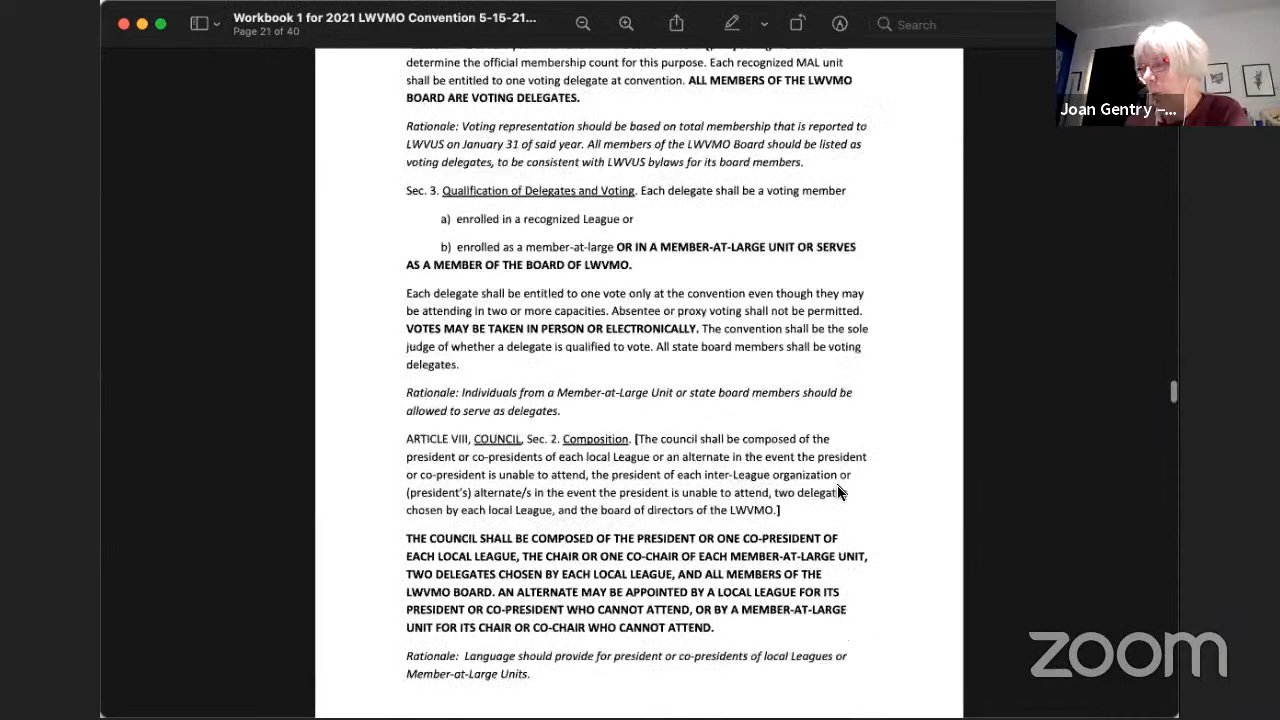 Workbook 1 for 2021 LWVMO Convention 5-15-21...
Page 21 of 40
Search
Joan Gentry –...
determine the official membership count for this purpose. Each recognized MAL unit
shall be entitled to one voting delegate at convention. ALL MEMBERS OF THE LWVMO
BOARD ARE VOTING DELEGATES.
Rationale: Voting representation should be based on total membership that is reported to
LWVUS on January 31 of said year. All members of the LWVMO Board should be listed as
voting delegates, to be consistent with LWVUS bylaws for its board members.
Sec. 3. Qualification of Delegates and Voting. Each delegate shall be a voting member
a) enrolled in a recognized League or
b) enrolled as a member-at-large OR IN A MEMBER-AT-LARGE UNIT OR SERVES
AS A MEMBER OF THE BOARD OF LWVMO.
Each delegate shall be entitled to one vote only at the convention even though they may
be attending in two or more capacities. Absentee or proxy voting shall not be permitted.
VOTES MAY BE TAKEN IN PERSON OR ELECTRONICALLY. The convention shall be the sole
judge of whether a delegate is qualified to vote. All state board members shall be voting
delegates.
Rationale: Individuals from a Member-at-Large Unit or state board members should be
allowed to serve as delegates.
ARTICLE VIII, COUNCIL, Sec. 2. Composition. [The council shall be composed of the
president or co-presidents of each local League or an alternate in the event the president
or co-president is unable to attend, the president of each inter-League organization or
(president's) alternate/s in the event the president is unable to attend, two delegates
chosen by each local League, and the board of directors of the LWVMO.]
THE COUNCIL SHALL BE COMPOSED OF THE PRESIDENT OR ONE CO-PRESIDENT OF
EACH LOCAL LEAGUE, THE CHAIR OR ONE CO-CHAIR OF EACH MEMBER-AT-LARGE UNIT,
TWO DELEGATES CHOSEN BY EACH LOCAL LEAGUE, AND ALL MEMBERS OF THE
LWVMO BOARD. AN ALTERNATE MAY BE APPOINTED BY A LOCAL LEAGUE FOR ITS
PRESIDENT OR CO-PRESIDENT WHO CANNOT ATTEND, OR BY A MEMBER-AT-LARGE
UNIT FOR ITS CHAIR OR CO-CHAIR WHO CANNOT ATTEND.
Rationale: Language should provide for president or co-presidents of local Leagues or
Member-at-Large Units.
zoom